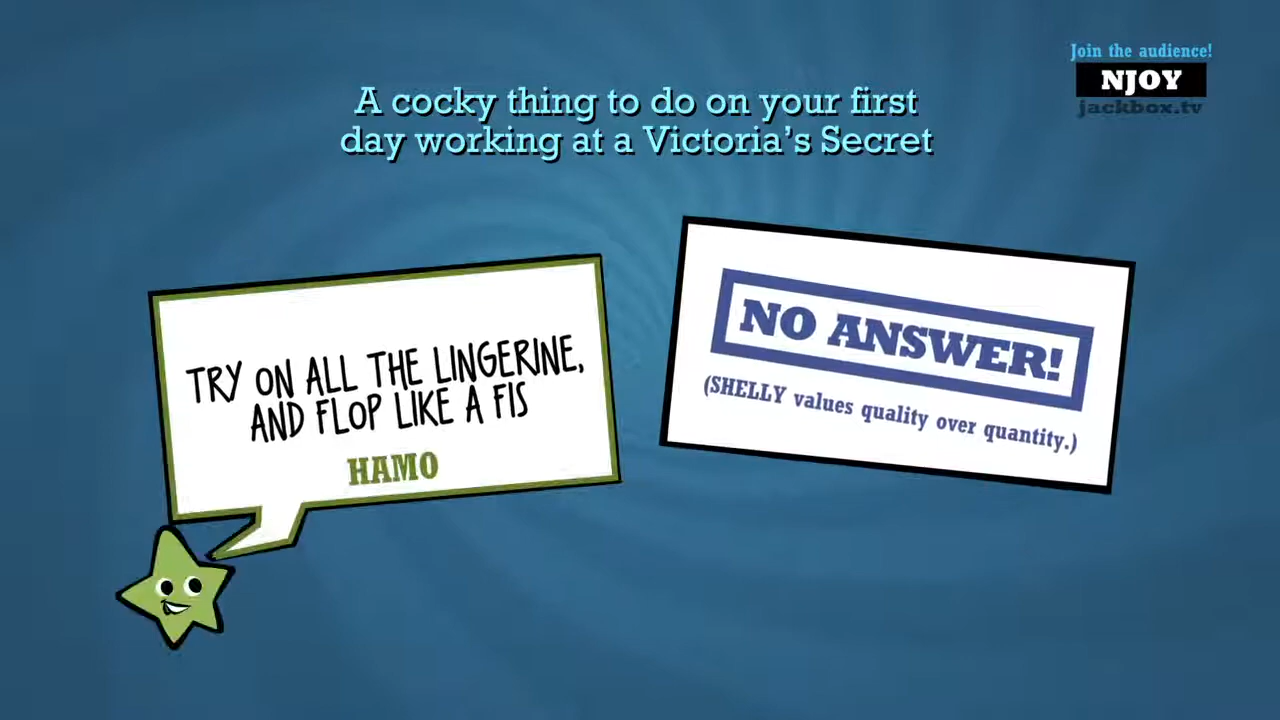 Join the audience!
NJOY
jackbox.tv
A cocky thing to do on your first
day working at a Victoria's Secret
TRY ON ALL THE LINGERINE,
AND FLOP LIKE A FIS
HAMO
NO ANSWER!
(SHELLY values quality over quantity.)